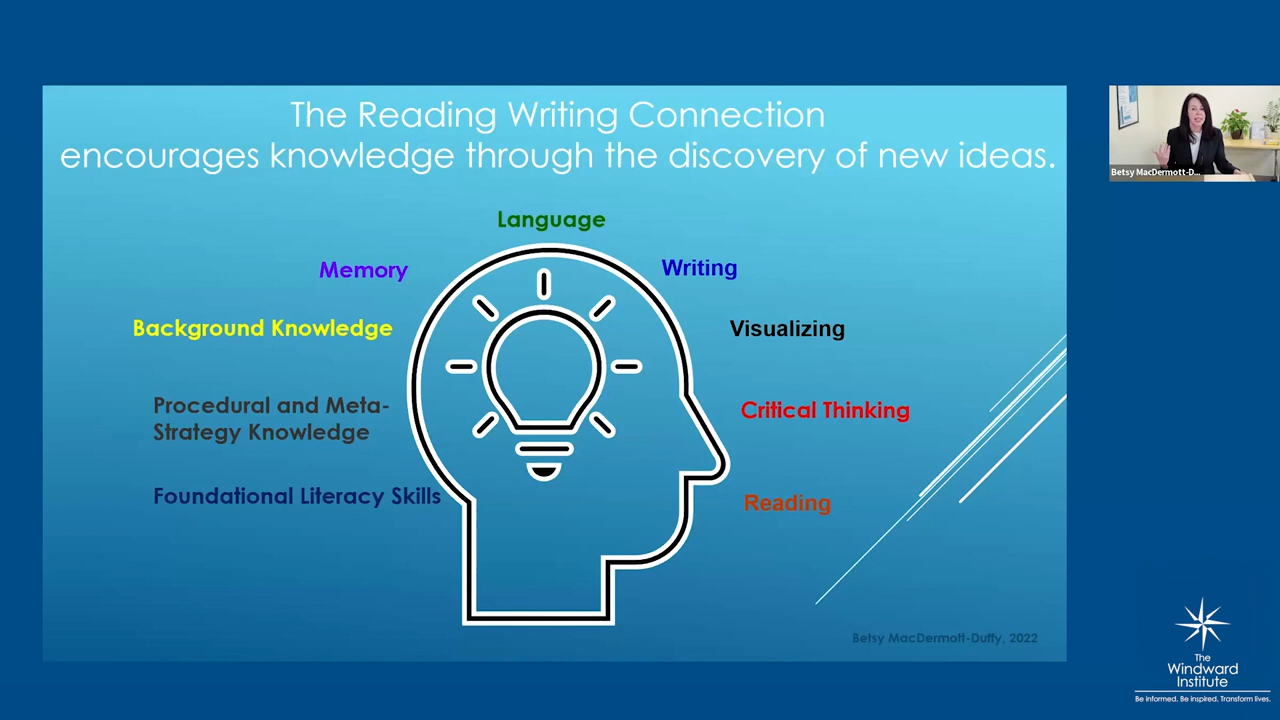 The Reading Writing Connection
encourages knowledge through the discovery of new ideas.
Language
Memory
Writing
Background Knowledge
Visualizing
Procedural and Meta-
Strategy Knowledge
Critical Thinking
Foundational Literacy Skills
Reading
Betsy MacDermott-Duffy, 2022
Betsy MacDermott-D...
The
Windward
Institute
Be informed. Be inspired. Transform lives.